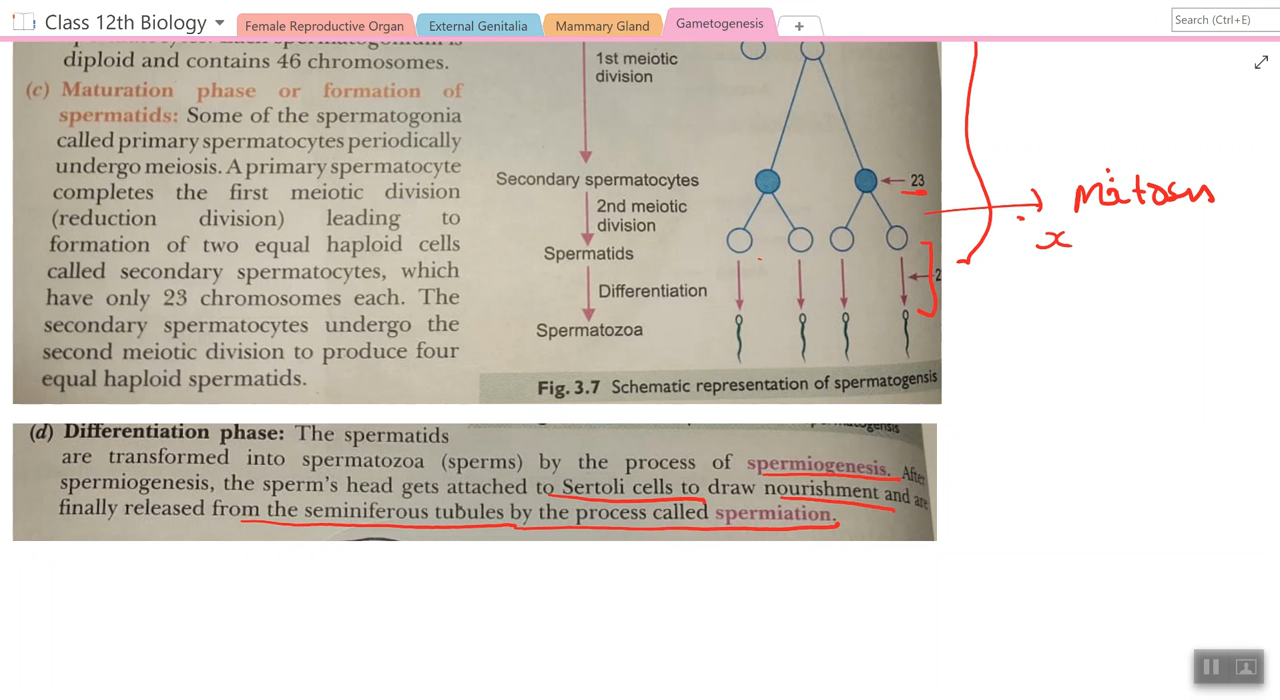 Class 12th Biology
Female Reproductive Organ
External Genitalia
Mammary Gland
Gametogenesis
+
Search (Ctrl+E)
diploid and contains 46 chromosomes.
(c) Maturation phase or formation of
spermatids: Some of the spermatogonia
called primary spermatocytes periodically
undergo meiosis. A primary spermatocyte
completes the first meiotic division
(reduction division) leading to
formation of two equal haploid cells
called secondary spermatocytes, which
have only 23 chromosomes each. The
secondary spermatocytes undergo the
second meiotic division to produce four
equal haploid spermatids.
1st meiotic
division
Secondary spermatocytes
23
2nd meiotic
division
Spermatids
Differentiation
2
Spermatozoa
Fig. 3.7 Schematic representation of spermatogensis
x
(d) Differentiation phase: The spermatids
are transformed into spermatozoa (sperms) by the process of spermiogenesis. After
spermiogenesis, the sperm's head gets attached to Sertoli cells to draw nourishment and are
finally released from the seminiferous tubules by the process called spermiation.